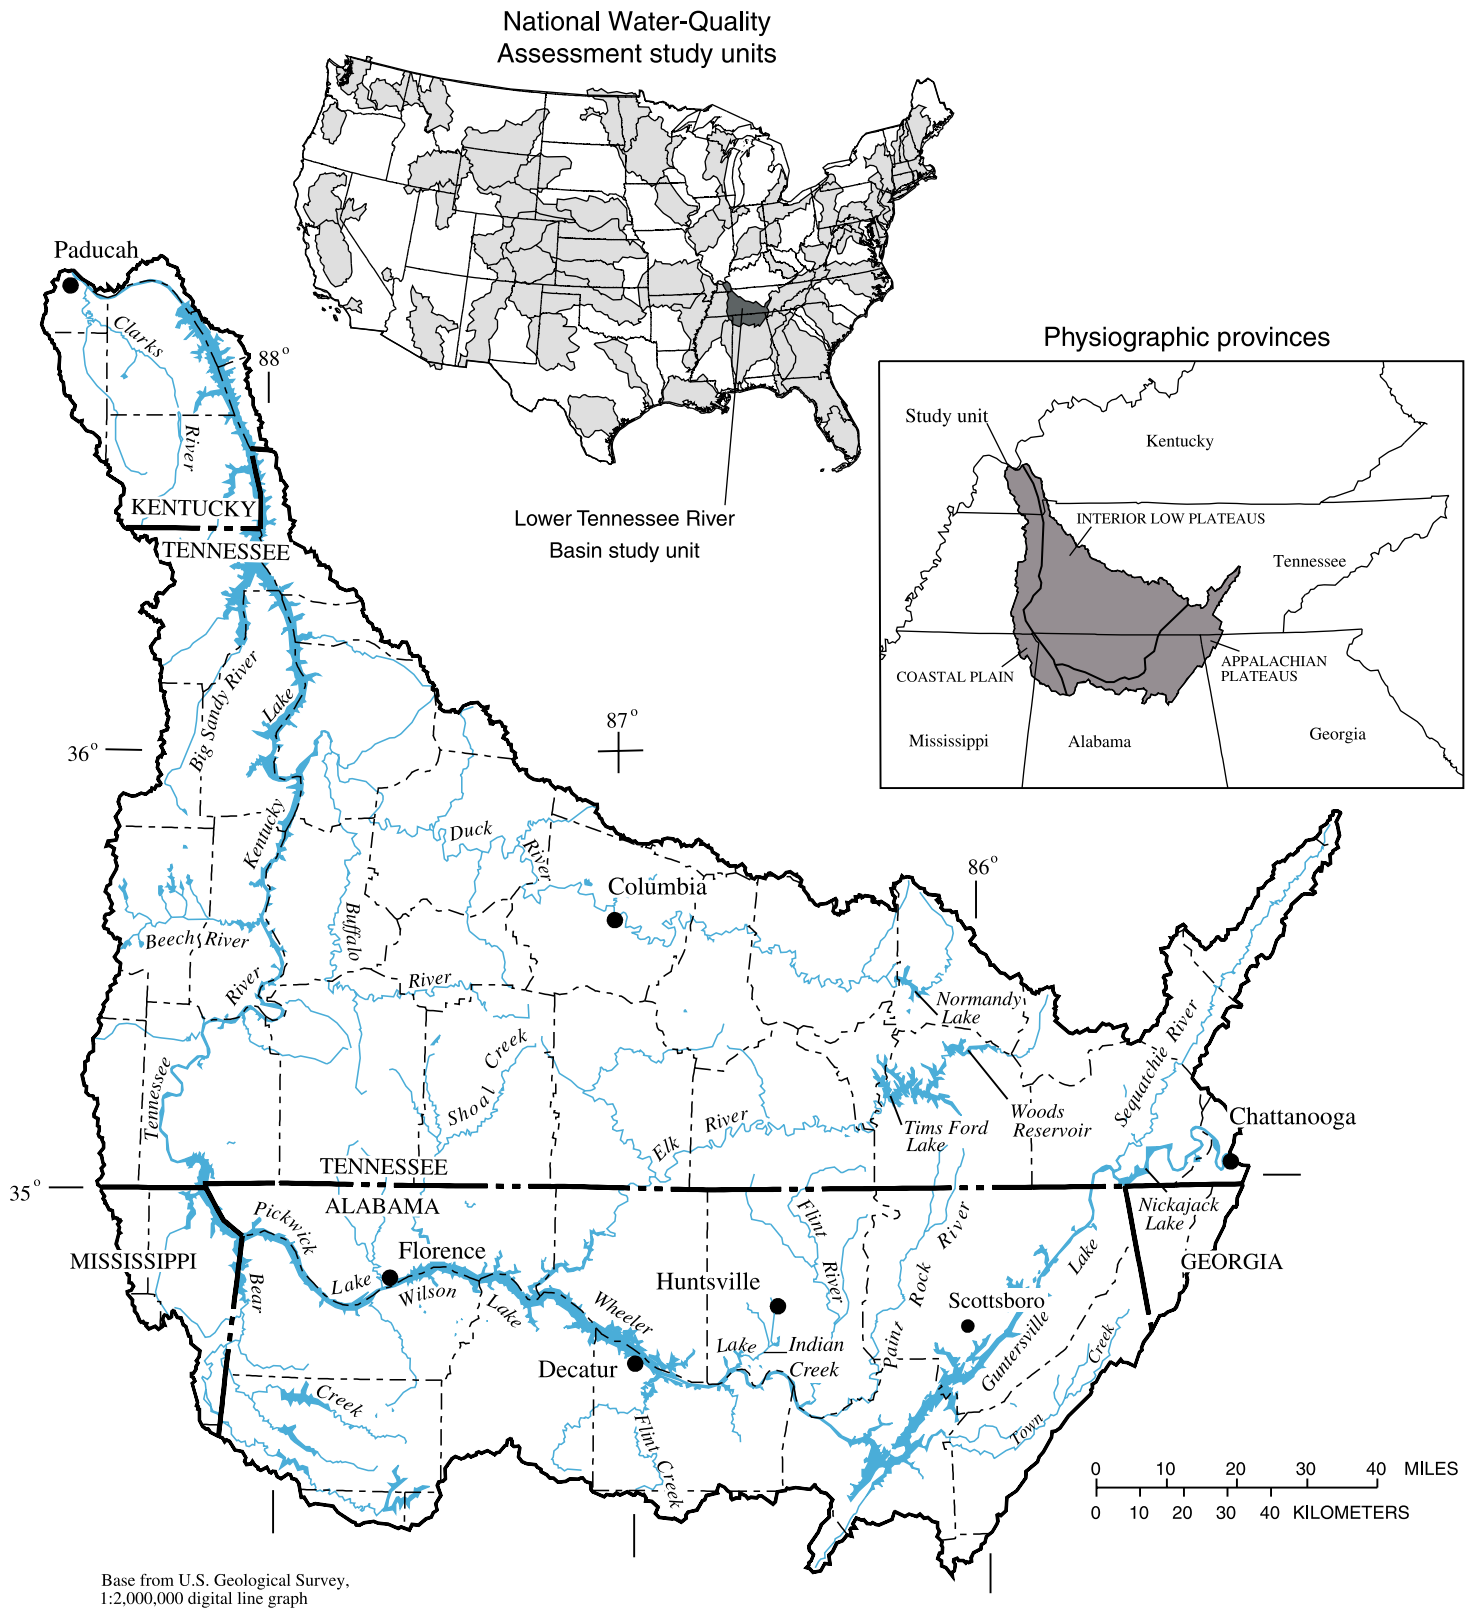 National Water-Quality
Assessment study units
Lower Tennessee River
Basin study unit
Physiographic provinces
Study unit
Kentucky
INTERIOR LOW PLATEAUS
Tennessee
COASTAL PLAIN
APPALACHIAN
PLATEAUS
Mississippi
Alabama
Georgia
Paducah
Clarks
River
88°
KENTUCKY
TENNESSEE
Big Sandy River
Lake
Kentucky
36°
87°
Duck
River
Columbia
86°
Beech River
Buffalo
River
River
Normandy
Lake
Tennessee
Shoal Creek
Elk
River
Tims Ford
Lake
Woods
Reservoir
Sequatchie River
Chattanooga
35°
TENNESSEE
ALABAMA
Nickajack
Lake
MISSISSIPPI
GEORGIA
Pickwick
Lake
Florence
Wilson
Lake
Bear
Creek
Wheeler
Lake
Huntsville
Flint
River
Indian
Creek
Decatur
Flint Creek
Paint
Rock
River
Scottsboro
Guntersville
Lake
Town
Creek
0 10 20 30 40 MILES
0 10 20 30 40 KILOMETERS
Base from U.S. Geological Survey,
1:2,000,000 digital line graph